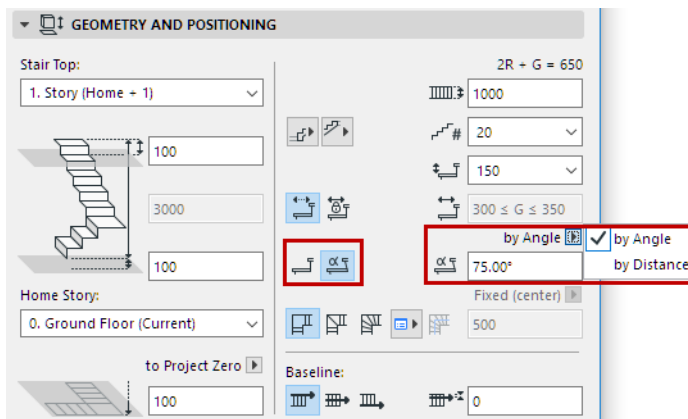 GEOMETRY AND POSITIONING
Stair Top:
1. Story (Home + 1)
100
3000
100
Home Story:
0. Ground Floor (Current)
to Project Zero
100
2R + G = 650
1000
# 20
150
300 ≤ G ≤ 350
by Angle
by Angle
by Distance
α 75.00°
Fixed (center)
500
Baseline:
0